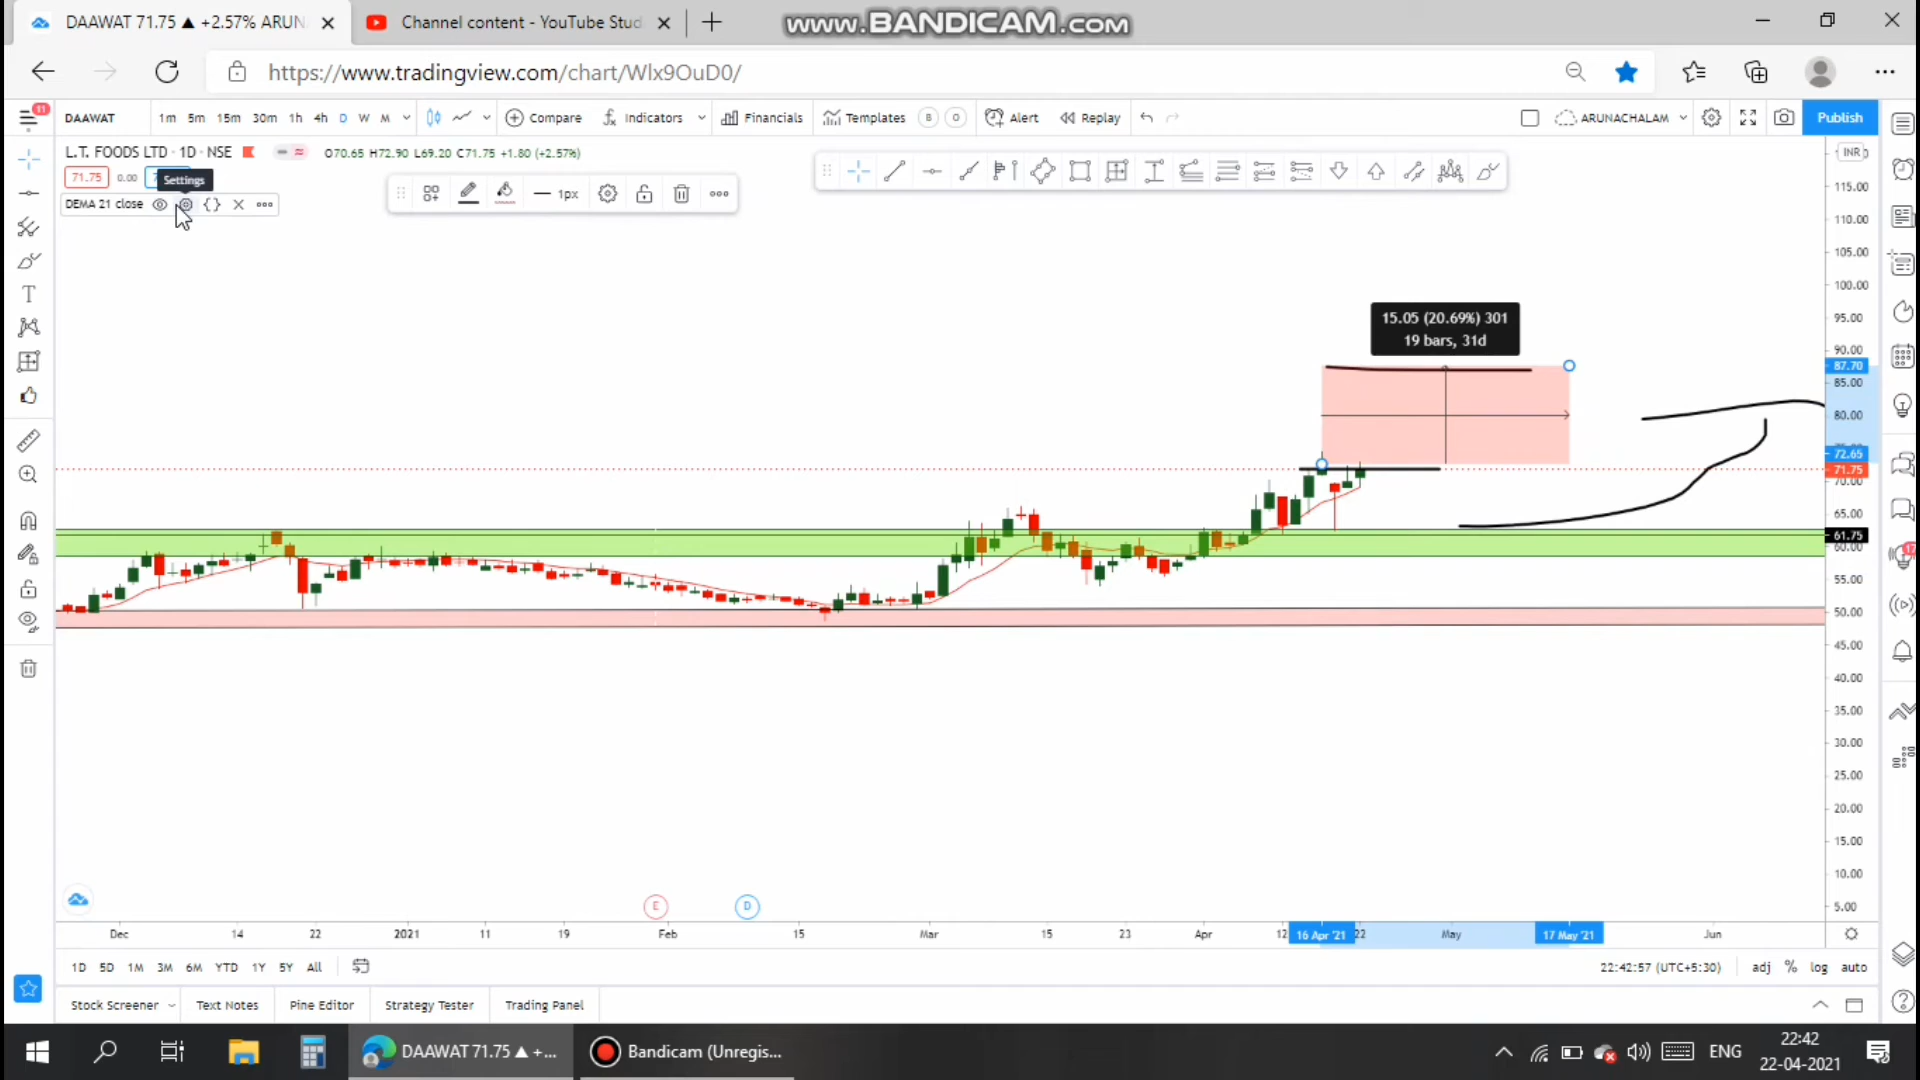 DAAWAT 71.75 ▲ +2.57% ARUN
Channel content - YouTube Stud
www.BANDICAM.com
https://www.tradingview.com/chart/Wlx9OuD0/
11
DAAWAT
1m 5m 15m 30m 1h 4h D W M
Compare
Indicators
Financials
Templates
B
O
Alert
Replay
ARUNACHALAM
Publish
L.T. FOODS LTD · 1D · NSE
O70.65 H72.90 L69.20 C71.75 +1.80 (+2.57%)
INR
71.75
0.00
Settings
DEMA 21 close
1px
115.00
110.00
105.00
100.00
95.00
90.00
87.70
85.00
80.00
72.65
71.75
70.00
65.00
61.75
60.00
55.00
50.00
45.00
40.00
35.00
30.00
25.00
20.00
15.00
10.00
5.00
15.05 (20.69%) 301
19 bars, 31d
E
D
Dec 14 22 2021 11 19 Feb 15 Mar 15 23 Apr 12 16 Apr '21 22 May 17 May '21 Jun
1D 5D 1M 3M 6M YTD 1Y 5Y All
22:42:57 (UTC+5:30)
adj % log auto
Stock Screener
Text Notes
Pine Editor
Strategy Tester
Trading Panel
DAAWAT 71.75 ▲ +...
Bandicam (Unregis...
ENG
22:42
22-04-2021